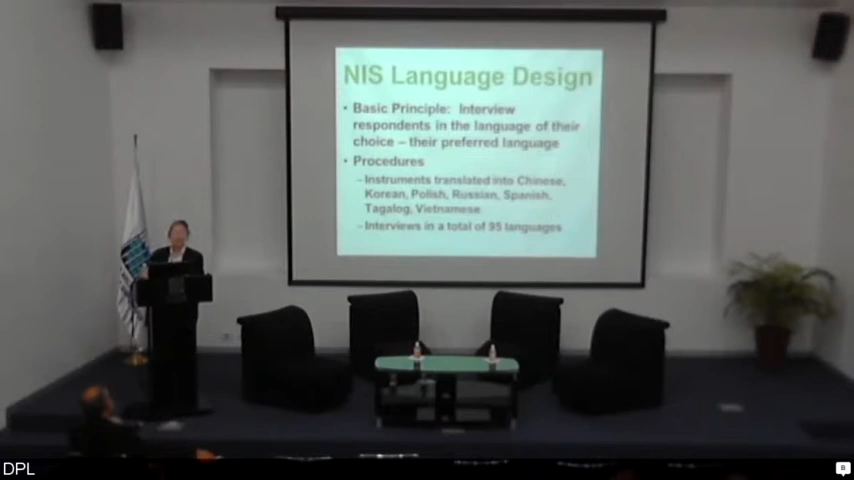 NIS Language Design
• Basic Principle: Interview
respondents in the language of their
choice – their preferred language
• Procedures
– Instruments translated into Chinese,
Korean, Polish, Russian, Spanish,
Tagalog, Vietnamese
– Interviews in a total of 95 languages
DPL